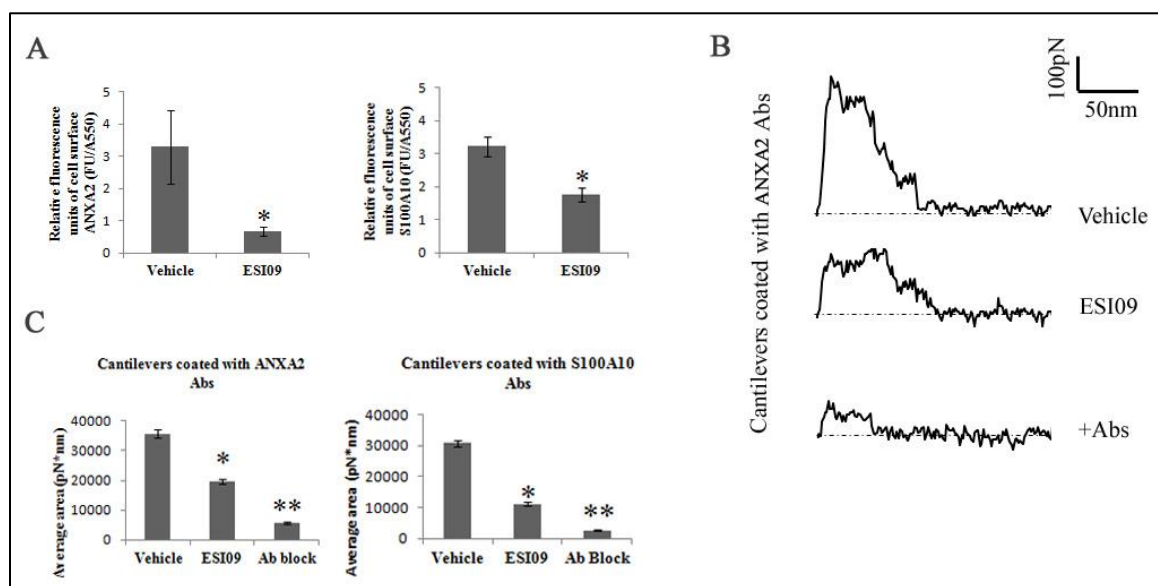 A
Relative fluorescence
units of cell surface
ANXA2 (FU/A550)
5
4
3
2
1
0
*
Vehicle
ESI09
Relative fluorescence
units of cell surface
S100A10 (FU/A550)
5
4
3
2
1
0
*
Vehicle
ESI09
B
Cantilevers coated with ANXA2 Abs
100pN
50nm
Vehicle
ESI09
+Abs
C
Cantilevers coated with ANXA2
Abs
Average area(pN*nm)
40000
30000
20000
10000
0
*
**
Vehicle
ESI09
Ab block
Cantilevers coated with S100A10
Abs
Average area (pN*nm)
40000
30000
20000
10000
0
*
**
Vehicle
ESI09
Ab Block